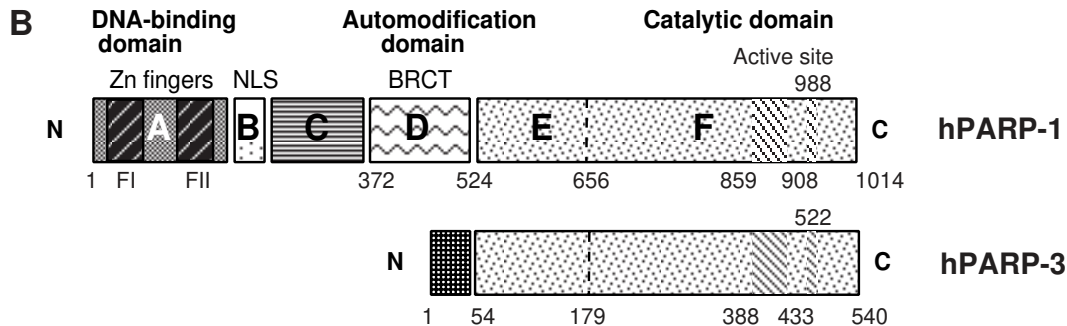 B
DNA-binding domain
Automodification domain
Catalytic domain
Zn fingers
NLS
BRCT
Active site
988
N
A
B
C
D
E
F
C
hPARP-1
1
FI
FII
372
524
656
859
908
1014
522
N
C
hPARP-3
1
54
179
388
433
540